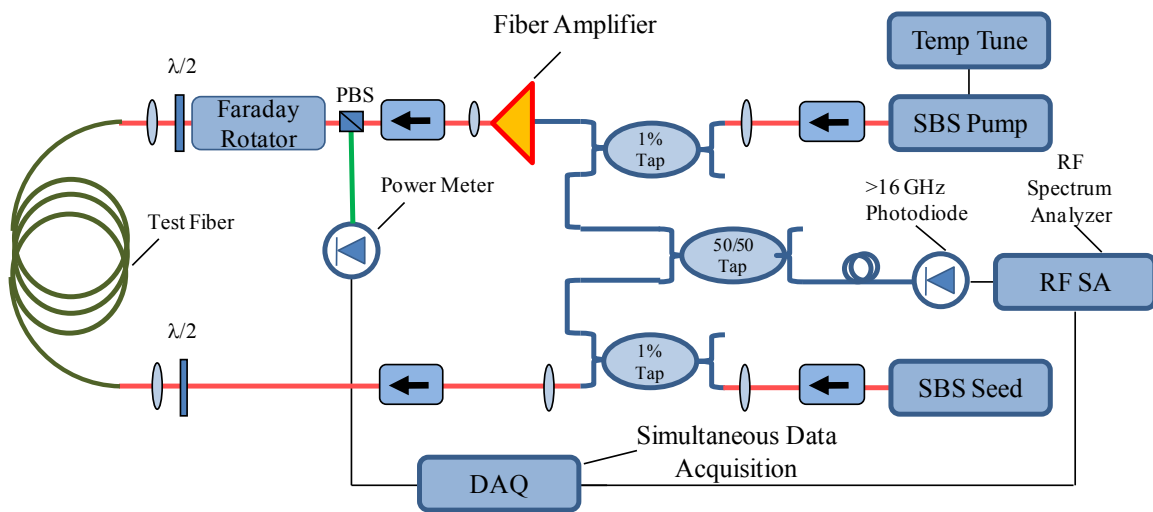 Fiber Amplifier
Temp Tune
λ/2
PBS
Faraday
Rotator
1%
Tap
SBS Pump
Power Meter
>16 GHz
Photodiode
RF
Spectrum
Analyzer
Test Fiber
50/50
Tap
RF SA
λ/2
1%
Tap
SBS Seed
Simultaneous Data
Acquisition
DAQ